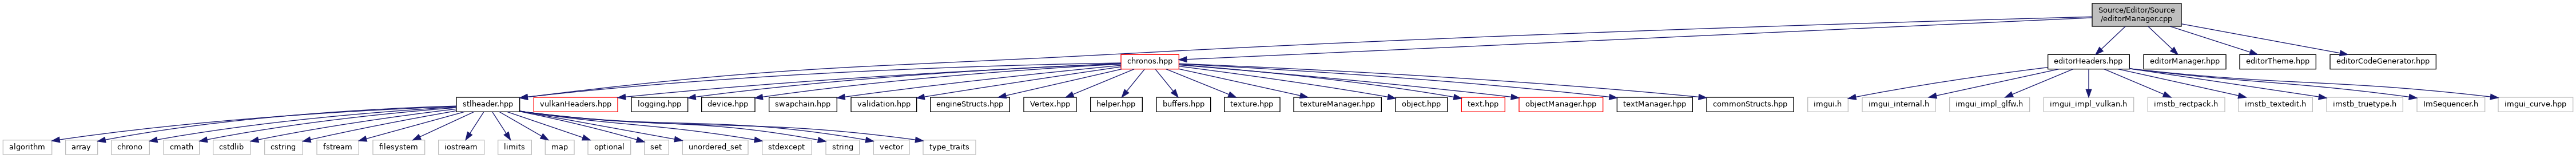 Source/Editor/Source
/editorManager.cpp
chronos.hpp
editorHeaders.hpp
editorManager.hpp
editorTheme.hpp
editorCodeGenerator.hpp
stlheader.hpp
vulkanHeaders.hpp
logging.hpp
device.hpp
swapchain.hpp
validation.hpp
engineStructs.hpp
Vertex.hpp
helper.hpp
buffers.hpp
texture.hpp
textureManager.hpp
object.hpp
text.hpp
objectManager.hpp
textManager.hpp
commonStructs.hpp
imgui.h
imgui_internal.h
imgui_impl_glfw.h
imgui_impl_vulkan.h
imstb_rectpack.h
imstb_textedit.h
imstb_truetype.h
ImSequencer.h
imgui_curve.hpp
algorithm
array
chrono
cmath
cstdlib
cstring
fstream
filesystem
iostream
limits
map
optional
set
unordered_set
stdexcept
string
vector
type_traits